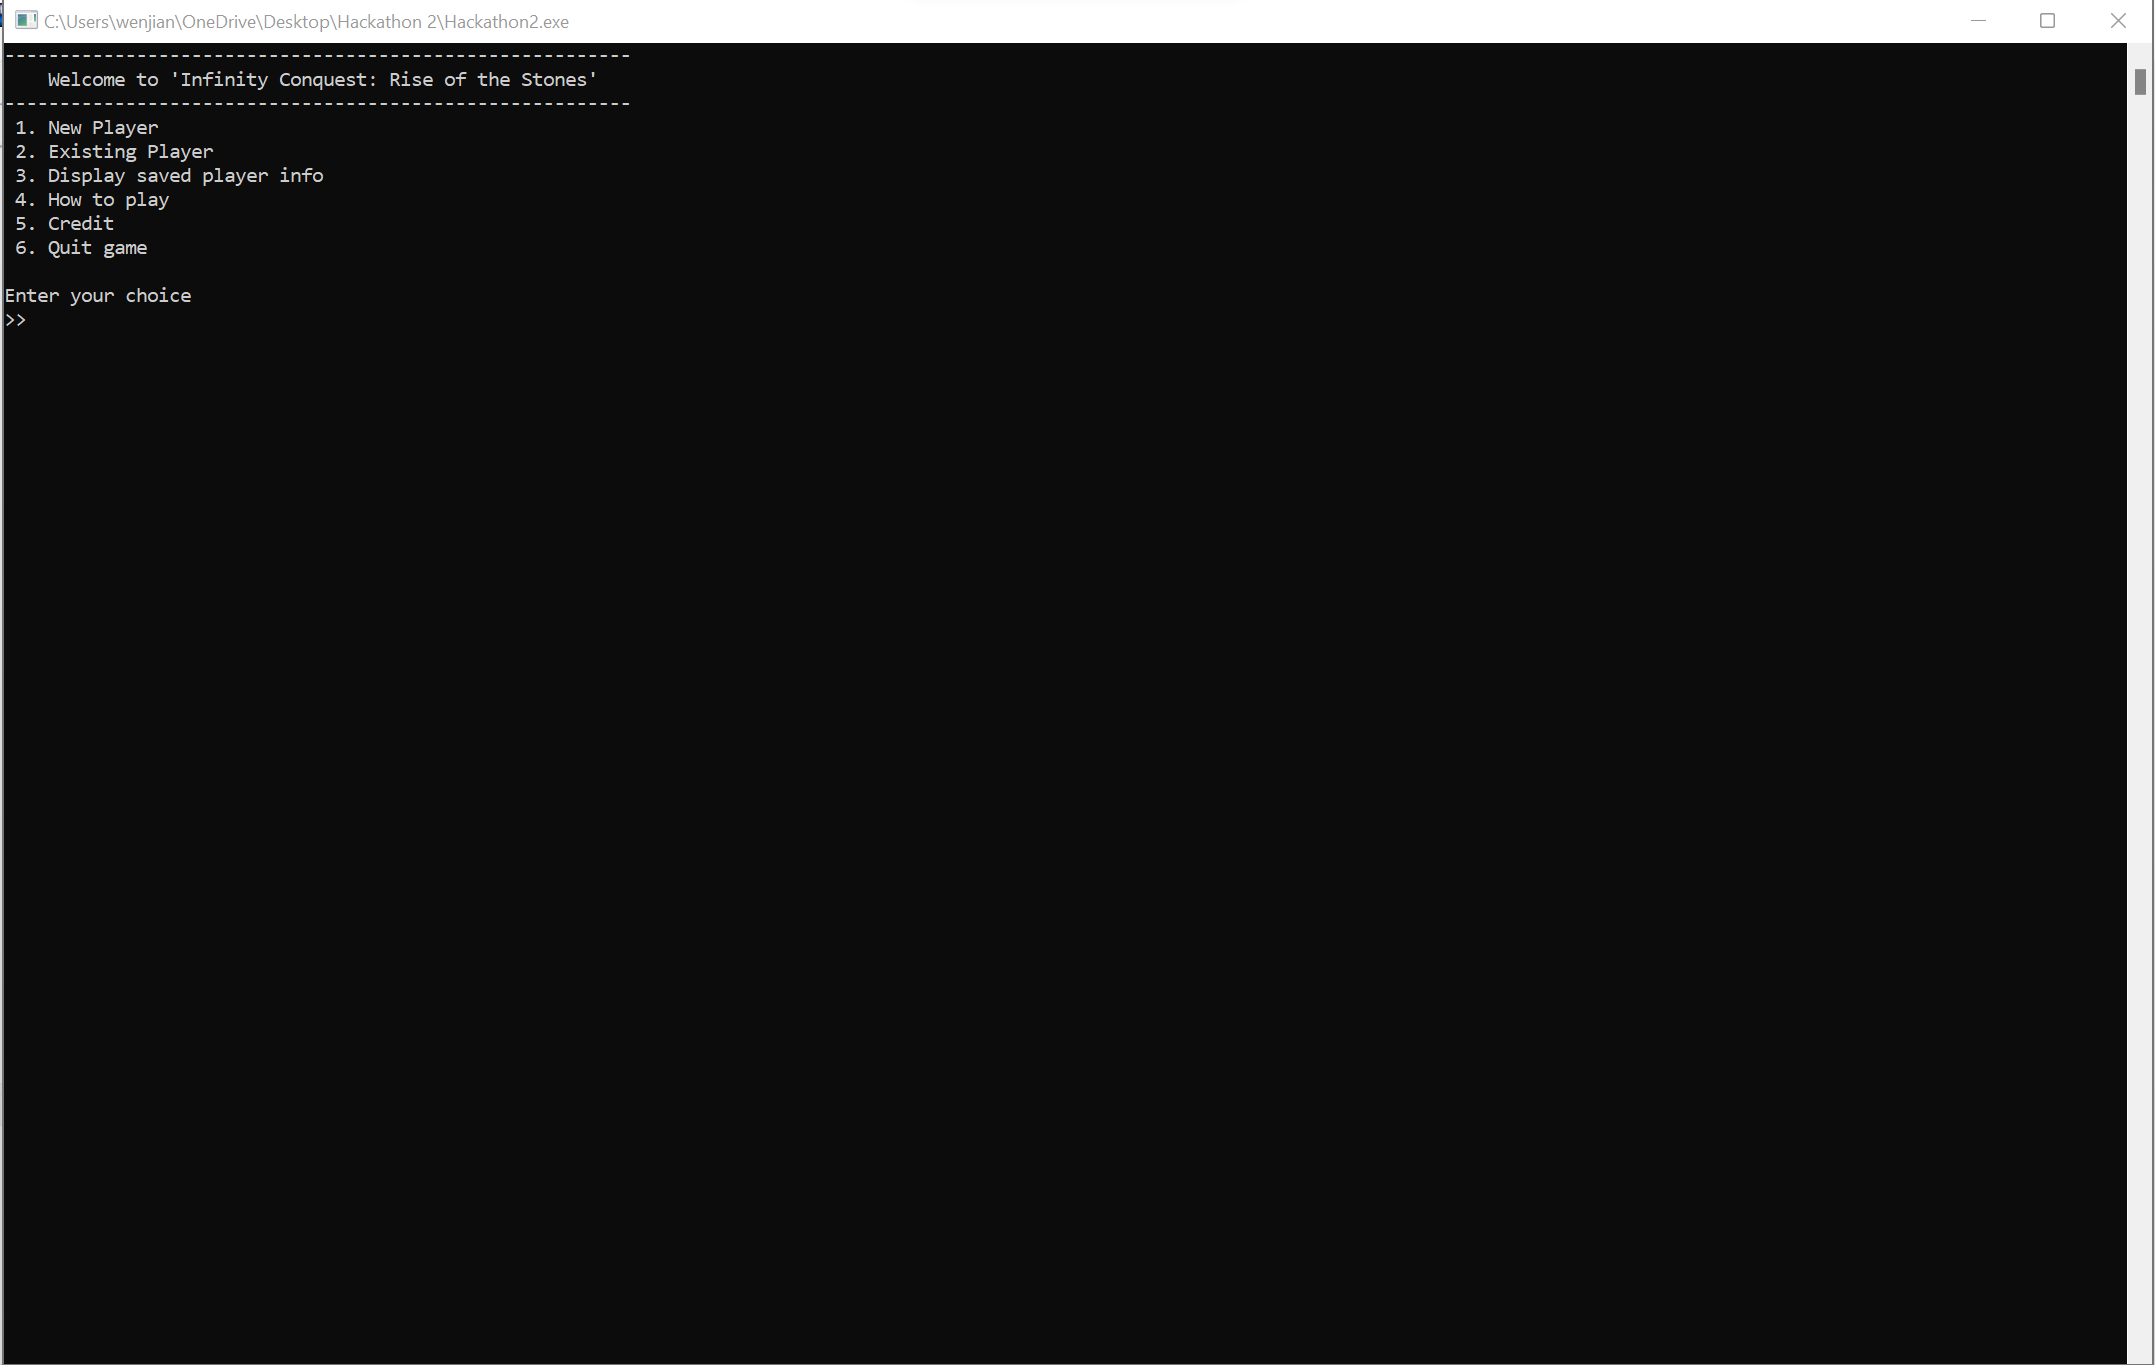 C:\Users\wenjian\OneDrive\Desktop\Hackathon 2\Hackathon2.exe
---------------------------------------------------------
    Welcome to 'Infinity Conquest: Rise of the Stones'
---------------------------------------------------------
 1. New Player
 2. Existing Player
 3. Display saved player info
 4. How to play
 5. Credit
 6. Quit game

Enter your choice
>>